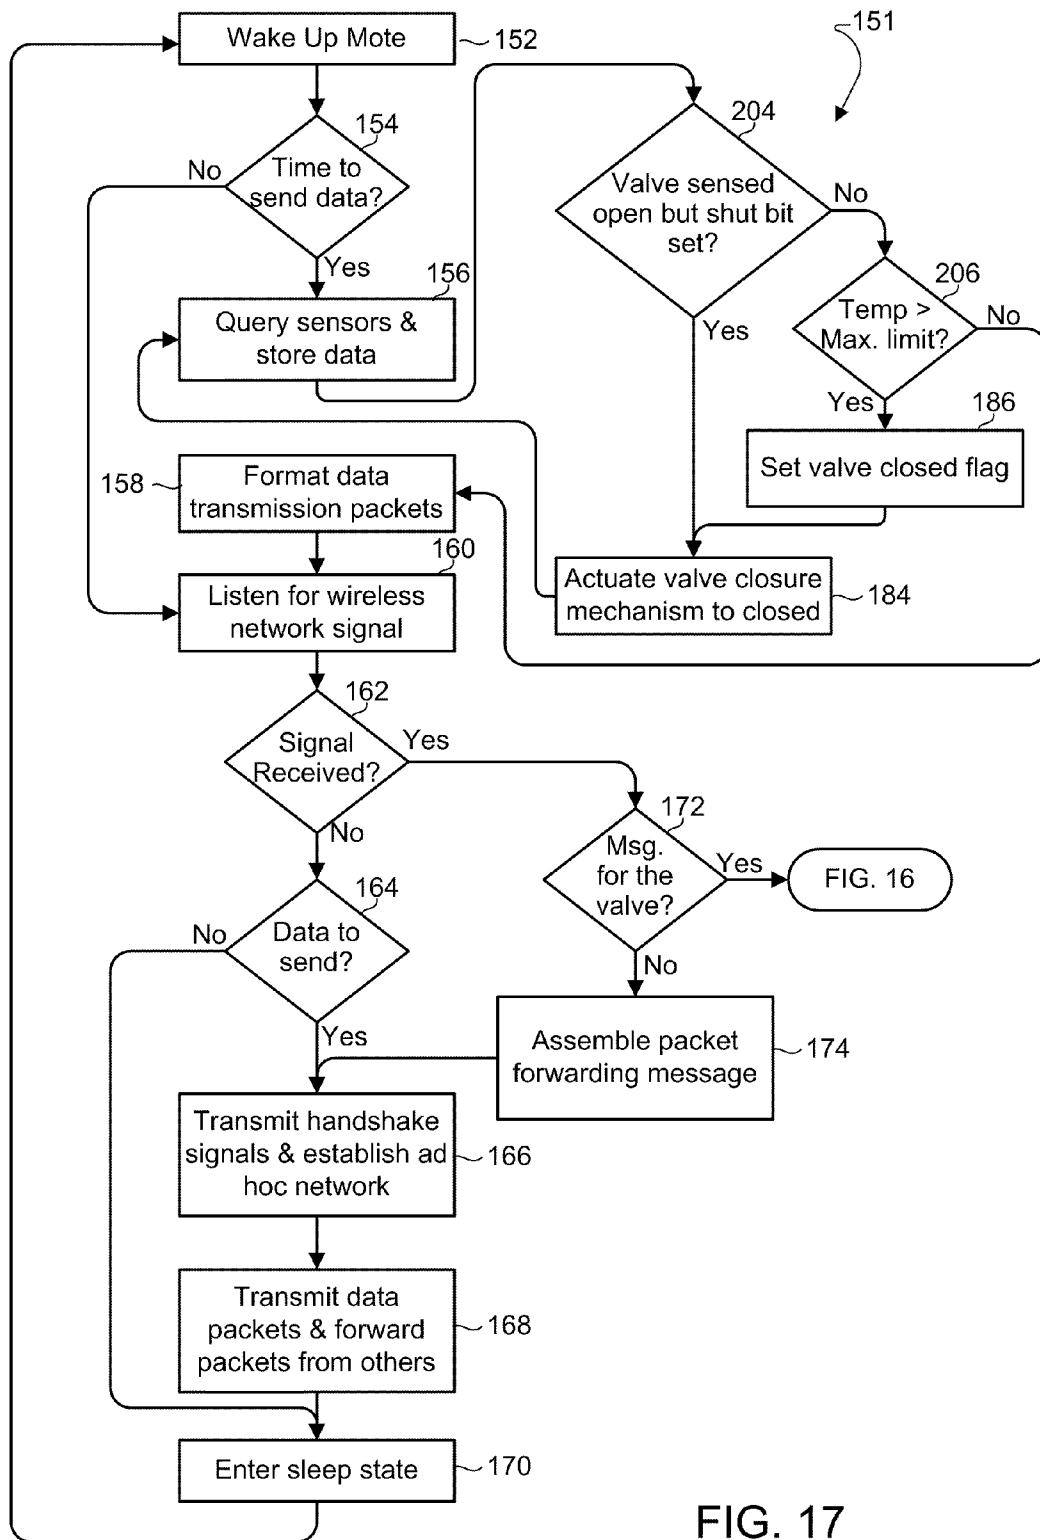 Wake Up Mote
152
151
154
Time to
send data?
No
Yes
204
Valve sensed
open but shut bit
set?
No
Yes
206
Temp >
Max. limit?
No
Yes
156
Query sensors &
store data
186
Set valve closed flag
158
Format data
transmission packets
160
Listen for wireless
network signal
Actuate valve closure
mechanism to closed
184
162
Signal
Received?
Yes
No
172
Msg.
for the
valve?
Yes
FIG. 16
No
164
Data to
send?
No
Yes
Assemble packet
forwarding message
174
Transmit handshake
signals & establish ad
hoc network
166
Transmit data
packets & forward
packets from others
168
Enter sleep state
170
FIG. 17